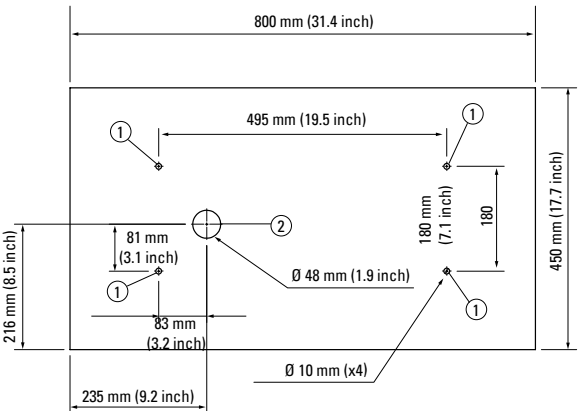 800 mm (31.4 inch)
495 mm (19.5 inch)
1
1
2
81 mm
(3.1 inch)
180 mm
(7.1 inch)
180
450 mm (17.7 inch)
216 mm (8.5 inch)
Ø 48 mm (1.9 inch)
1
1
83 mm
(3.2 inch)
Ø 10 mm (x4)
235 mm (9.2 inch)